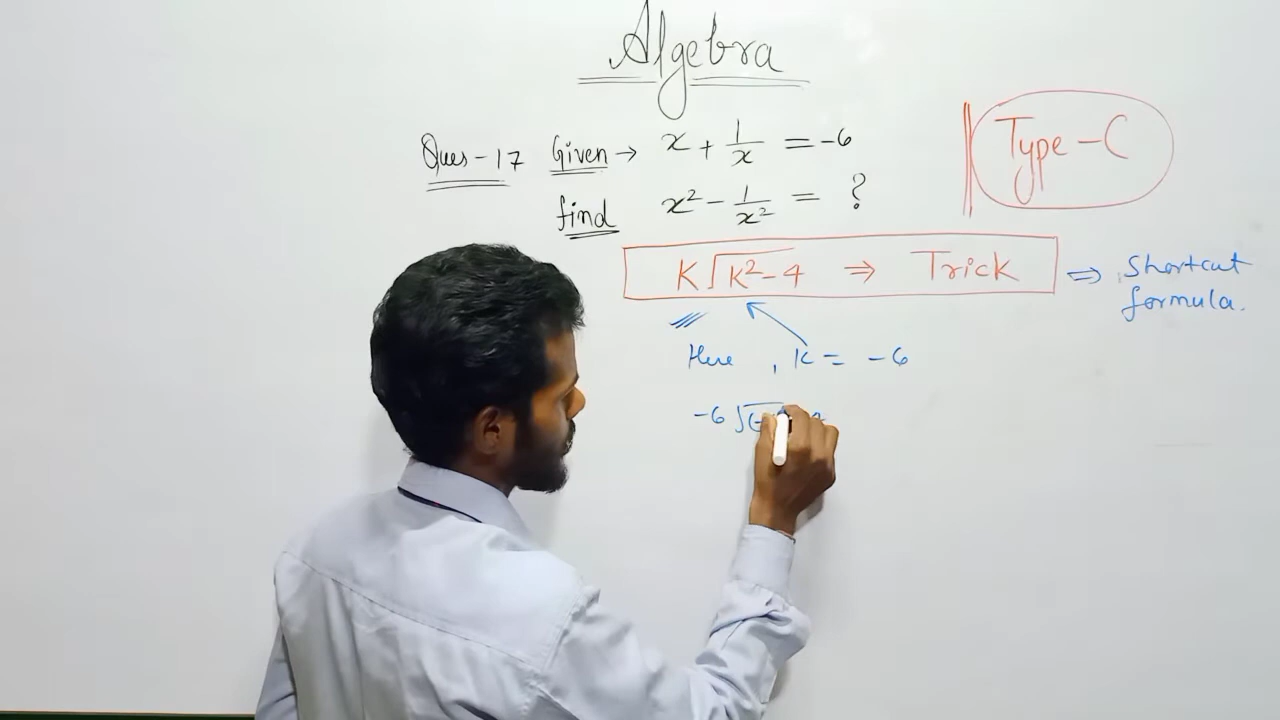 Algebra
Ques-17 Given → x + 1/x = -6
Type-C
find x² - 1/x² = ?
K√K²-4 ⇒ Trick ⇒ Shortcut
formula.
Here , K = -6
-6√(-